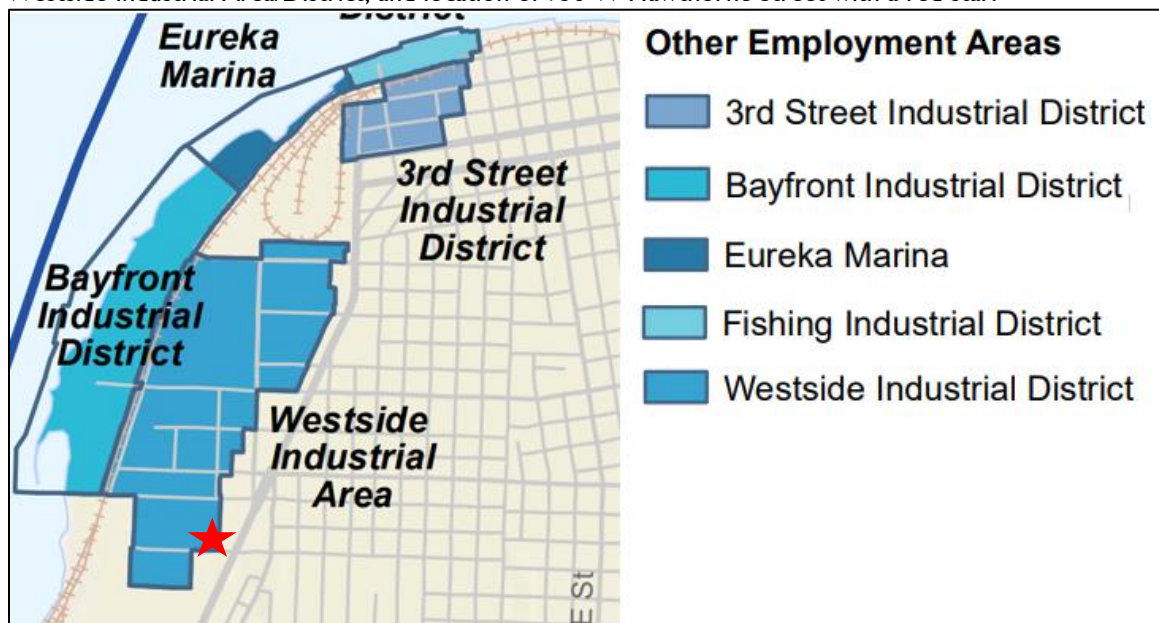 District
Eureka
Marina
3rd Street
Industrial
District
Bayfront
Industrial
District
Westside
Industrial
Area
E St
Other Employment Areas
3rd Street Industrial District
Bayfront Industrial District
Eureka Marina
Fishing Industrial District
Westside Industrial District